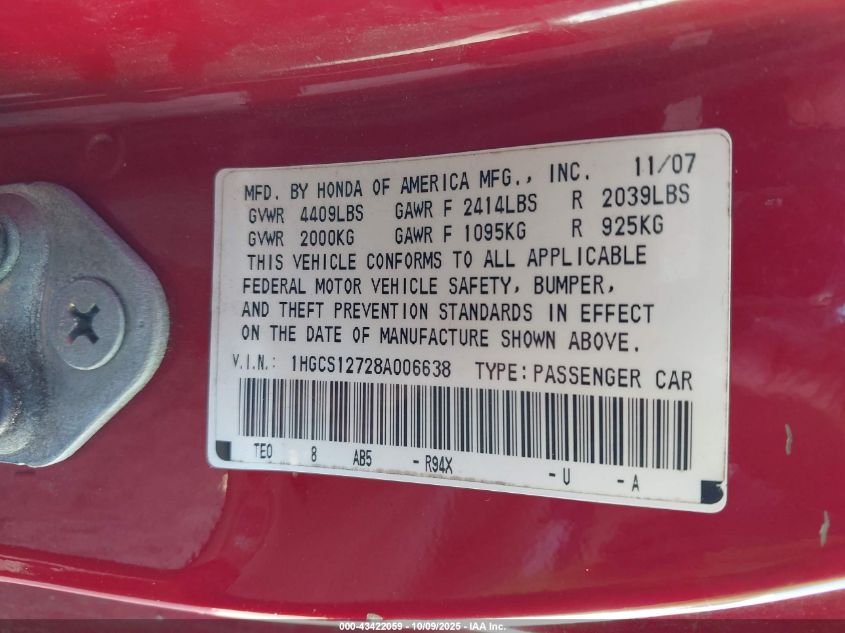 MFD. BY HONDA OF AMERICA MFG., INC. 11/07
GVWR 4409LBS GAWR F 2414LBS R 2039LBS
GVWR 2000KG GAWR F 1095KG R 925KG
THIS VEHICLE CONFORMS TO ALL APPLICABLE
FEDERAL MOTOR VEHICLE SAFETY, BUMPER,
AND THEFT PREVENTION STANDARDS IN EFFECT
ON THE DATE OF MANUFACTURE SHOWN ABOVE.
V.I.N.: 1HGCS12728A006638 TYPE: PASSENGER CAR
TE0 8 AB5 - R94X - U - A
000-43422059 - 10/09/2025 - IAA Inc.